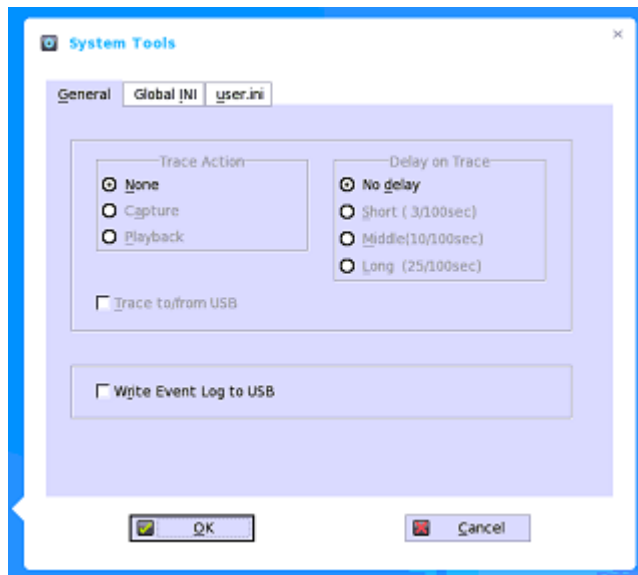 System Tools
General Global INI user.ini
Trace Action
None
Capture
Playback
Delay on Trace
No delay
Short ( 3/100sec)
Middle(10/100sec)
Long (25/100sec)
Trace to/from USB
Write Event Log to USB
OK Cancel